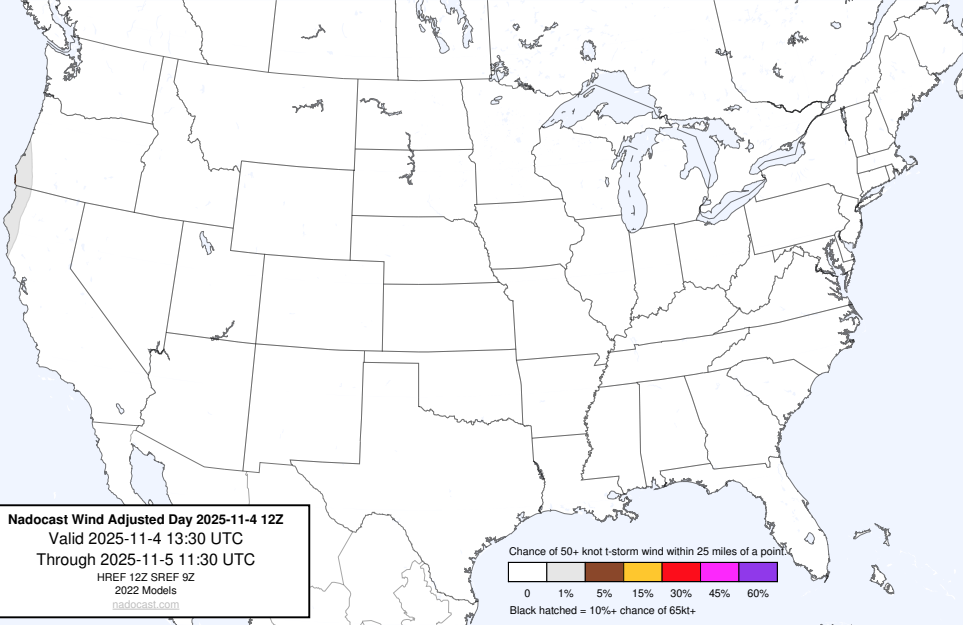 Nadocast Wind Adjusted Day 2025-11-4 12Z
Valid 2025-11-4 13:30 UTC
Through 2025-11-5 11:30 UTC
HREF 12Z SREF 9Z
2022 Models
nadocast.com
Chance of 50+ knot t-storm wind within 25 miles of a point.
0 1% 5% 15% 30% 45% 60%
Black hatched = 10%+ chance of 65kt+